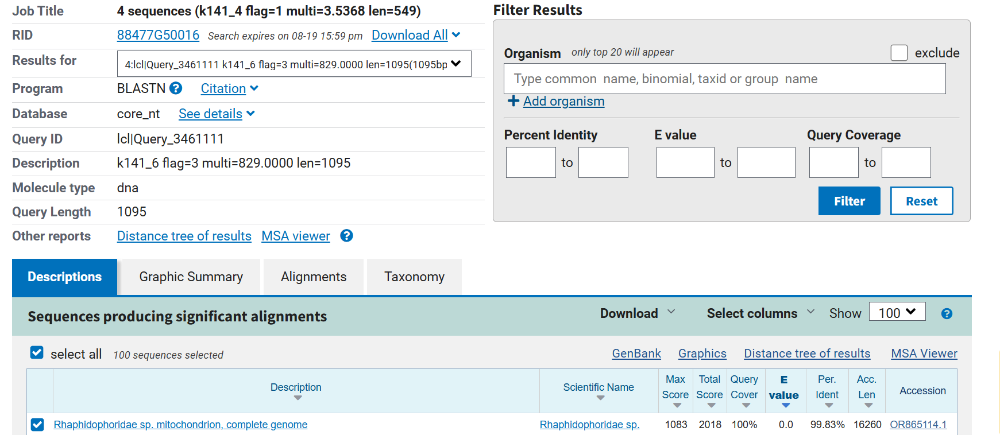 Job Title 4 sequences (k141_4 flag=1 multi=3.5368 len=549)
RID 88477G50016 Search expires on 08-19 15:59 pm Download All
Results for 4:lcl|Query_3461111 k141_6 flag=3 multi=829.0000 len=1095(1095bp
Program BLASTN ? Citation
Database core_nt See details
Query ID lcl|Query_3461111
Description k141_6 flag=3 multi=829.0000 len=1095
Molecule type dna
Query Length 1095
Other reports Distance tree of results MSA viewer ?
Filter Results
Organism only top 20 will appear exclude
Type common name, binomial, taxid or group name
+ Add organism
Percent Identity E value Query Coverage
to to to
Filter Reset
Descriptions Graphic Summary Alignments Taxonomy
Sequences producing significant alignments Download Select columns Show 100 ?
select all 100 sequences selected GenBank Graphics Distance tree of results MSA Viewer
Description Scientific Name Max Score Total Score Query Cover E value Per. Ident Acc. Len Accession
Rhaphidophoridae sp. mitochondrion, complete genome Rhaphidophoridae sp. 1083 2018 100% 0.0 99.83% 16260 OR865114.1